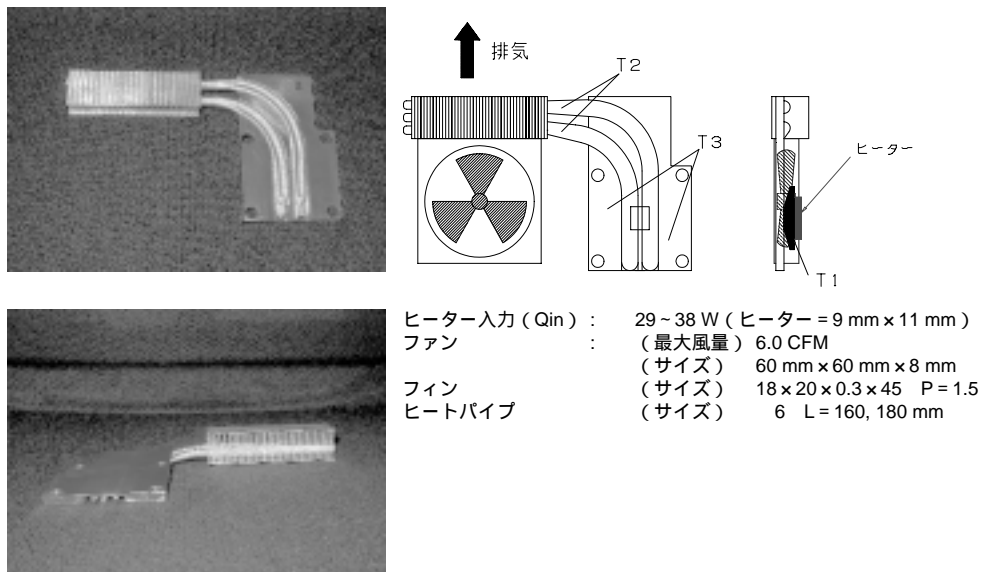 排気
T2
T3
ヒーター
T1
ヒーター入力(Qin): 29~38 W(ヒーター=9 mm×11 mm)
ファン : (最大風量) 6.0 CFM
(サイズ) 60 mm×60 mm×8 mm
フィン (サイズ) 18×20×0.3×45 P=1.5
ヒートパイプ (サイズ) 6 L=160, 180 mm